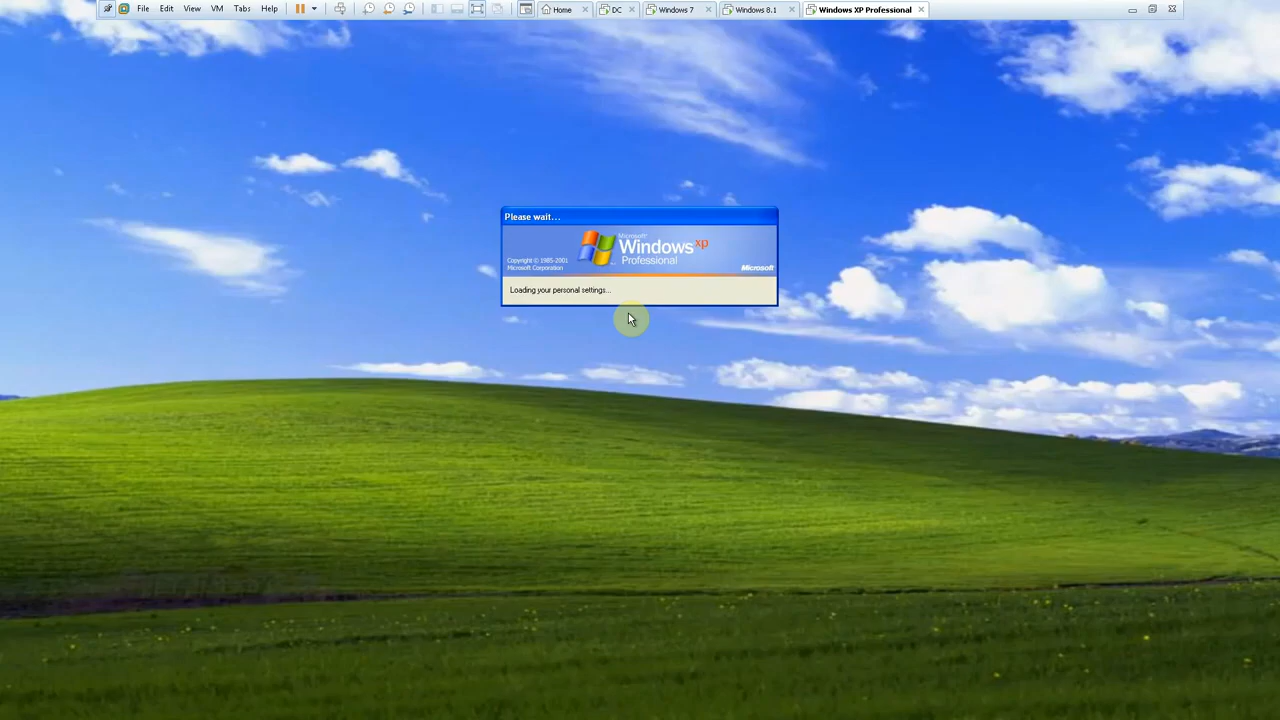 File Edit View VM Tabs Help Home DC Windows 7 Windows 8.1 Windows XP Professional
Please wait...
Microsoft
Windows xp
Professional
Copyright © 1985-2001
Microsoft Corporation
Microsoft
Loading your personal settings...